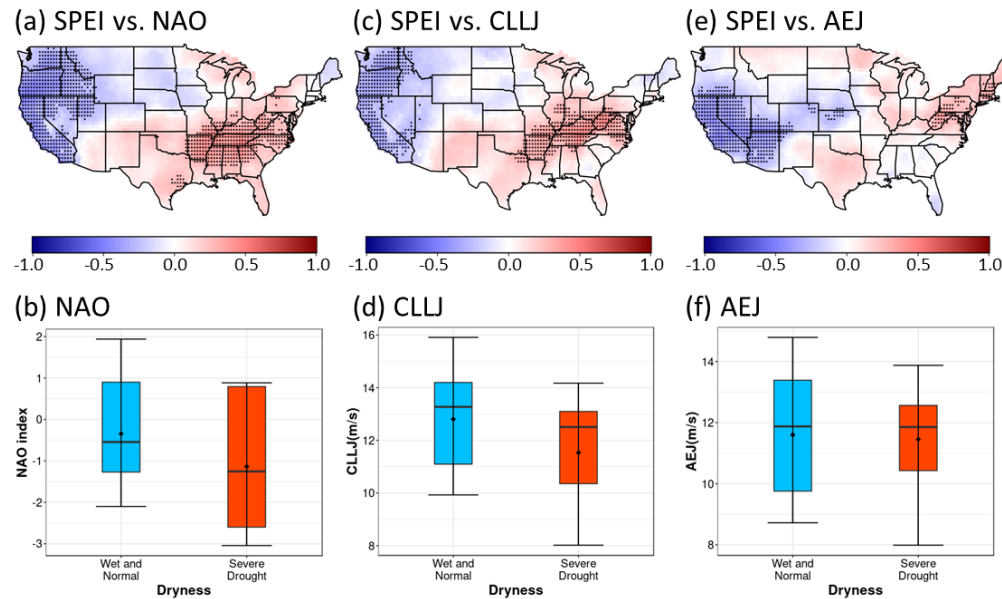 (a) SPEI vs. NAO
(c) SPEI vs. CLLJ
(e) SPEI vs. AEJ
-1.0 -0.5 0.0 0.5 1.0
-1.0 -0.5 0.0 0.5 1.0
-1.0 -0.5 0.0 0.5 1.0
(b) NAO
2
1
0
-1
-2
-3
NAO index
Wet and
Normal
Severe
Drought
Dryness
(d) CLLJ
16
14
12
10
8
CLLJ(m/s)
Wet and
Normal
Severe
Drought
Dryness
(f) AEJ
14
12
10
8
AEJ(m/s)
Wet and
Normal
Severe
Drought
Dryness